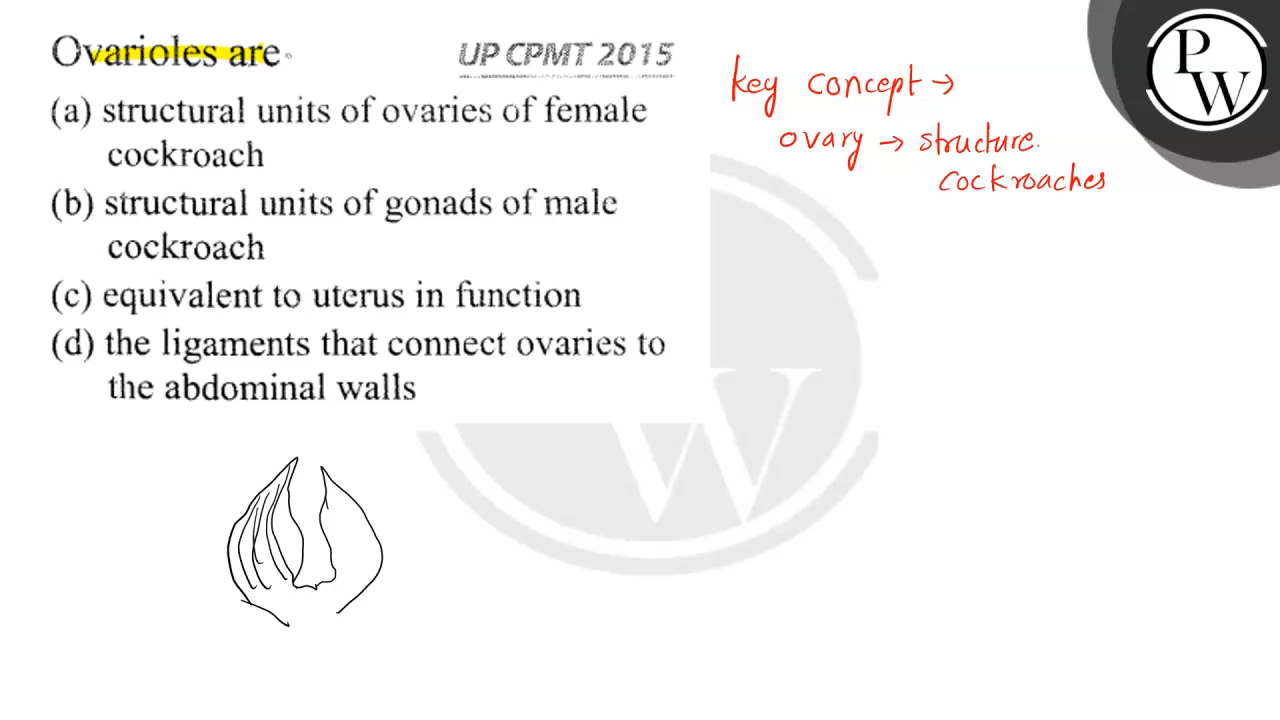 Ovarioles are
UP CPMT 2015
(a) structural units of ovaries of female
cockroach
(b) structural units of gonads of male
cockroach
(c) equivalent to uterus in function
(d) the ligaments that connect ovaries to
the abdominal walls
key concept →
ovary → structure.
cockroaches
P
W
W